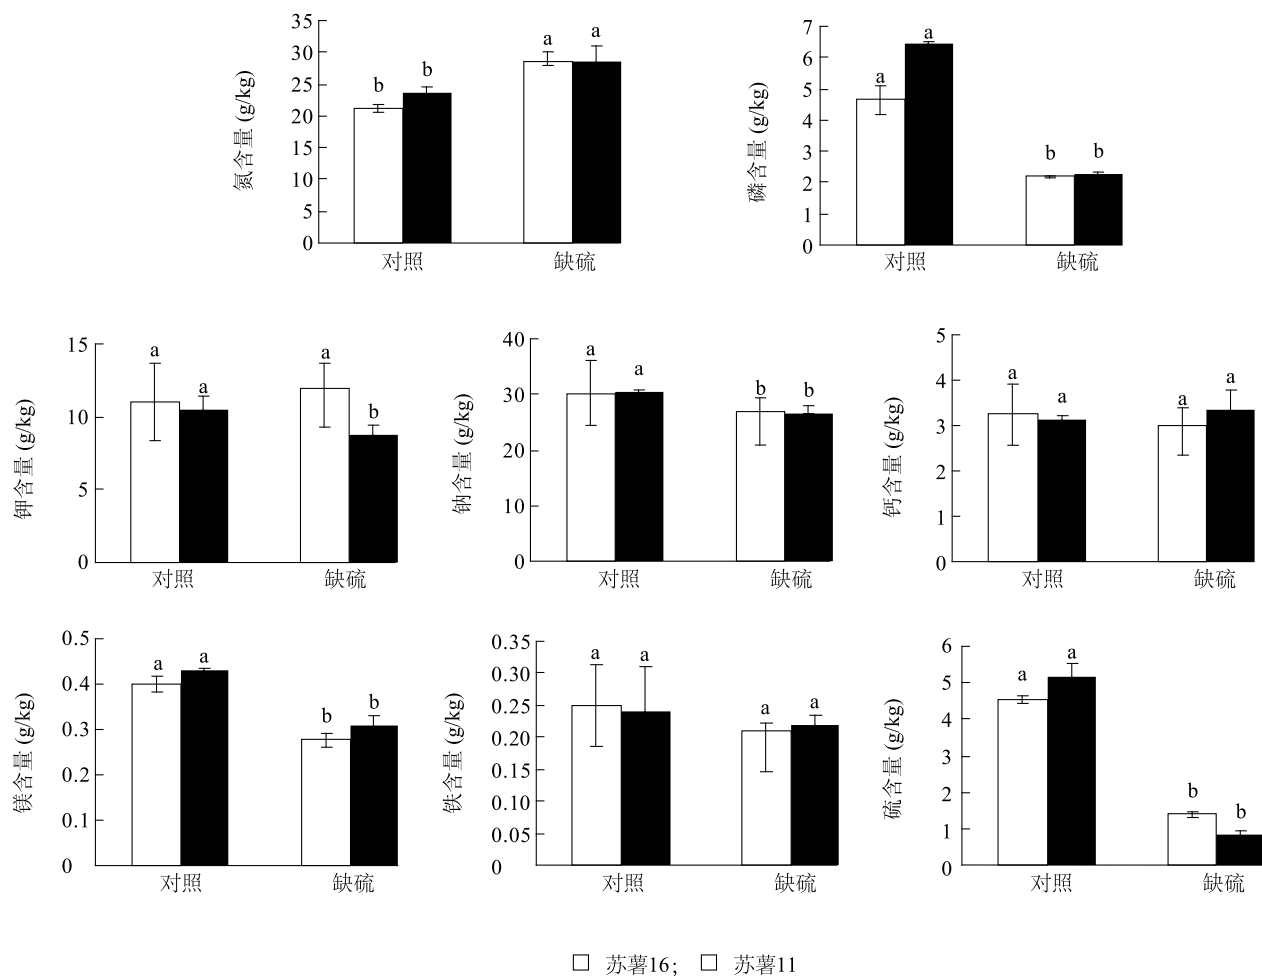 氮含量 (g/kg)
35
30
25
20
15
10
5
0
b
b
a
a
对照
缺硫
磷含量 (g/kg)
7
6
5
4
3
2
1
0
a
a
b
b
对照
缺硫
钾含量 (g/kg)
15
10
5
0
a
a
a
b
对照
缺硫
钠含量 (g/kg)
40
30
20
10
0
a
a
b
b
对照
缺硫
钙含量 (g/kg)
5
4
3
2
1
0
a
a
a
a
对照
缺硫
镁含量 (g/kg)
0.5
0.4
0.3
0.2
0.1
0
a
a
b
b
对照
缺硫
铁含量 (g/kg)
0.35
0.30
0.25
0.20
0.15
0.10
0.05
0
a
a
a
a
对照
缺硫
硫含量 (g/kg)
6
5
4
3
2
1
0
a
a
b
b
对照
缺硫
苏薯16; 苏薯11